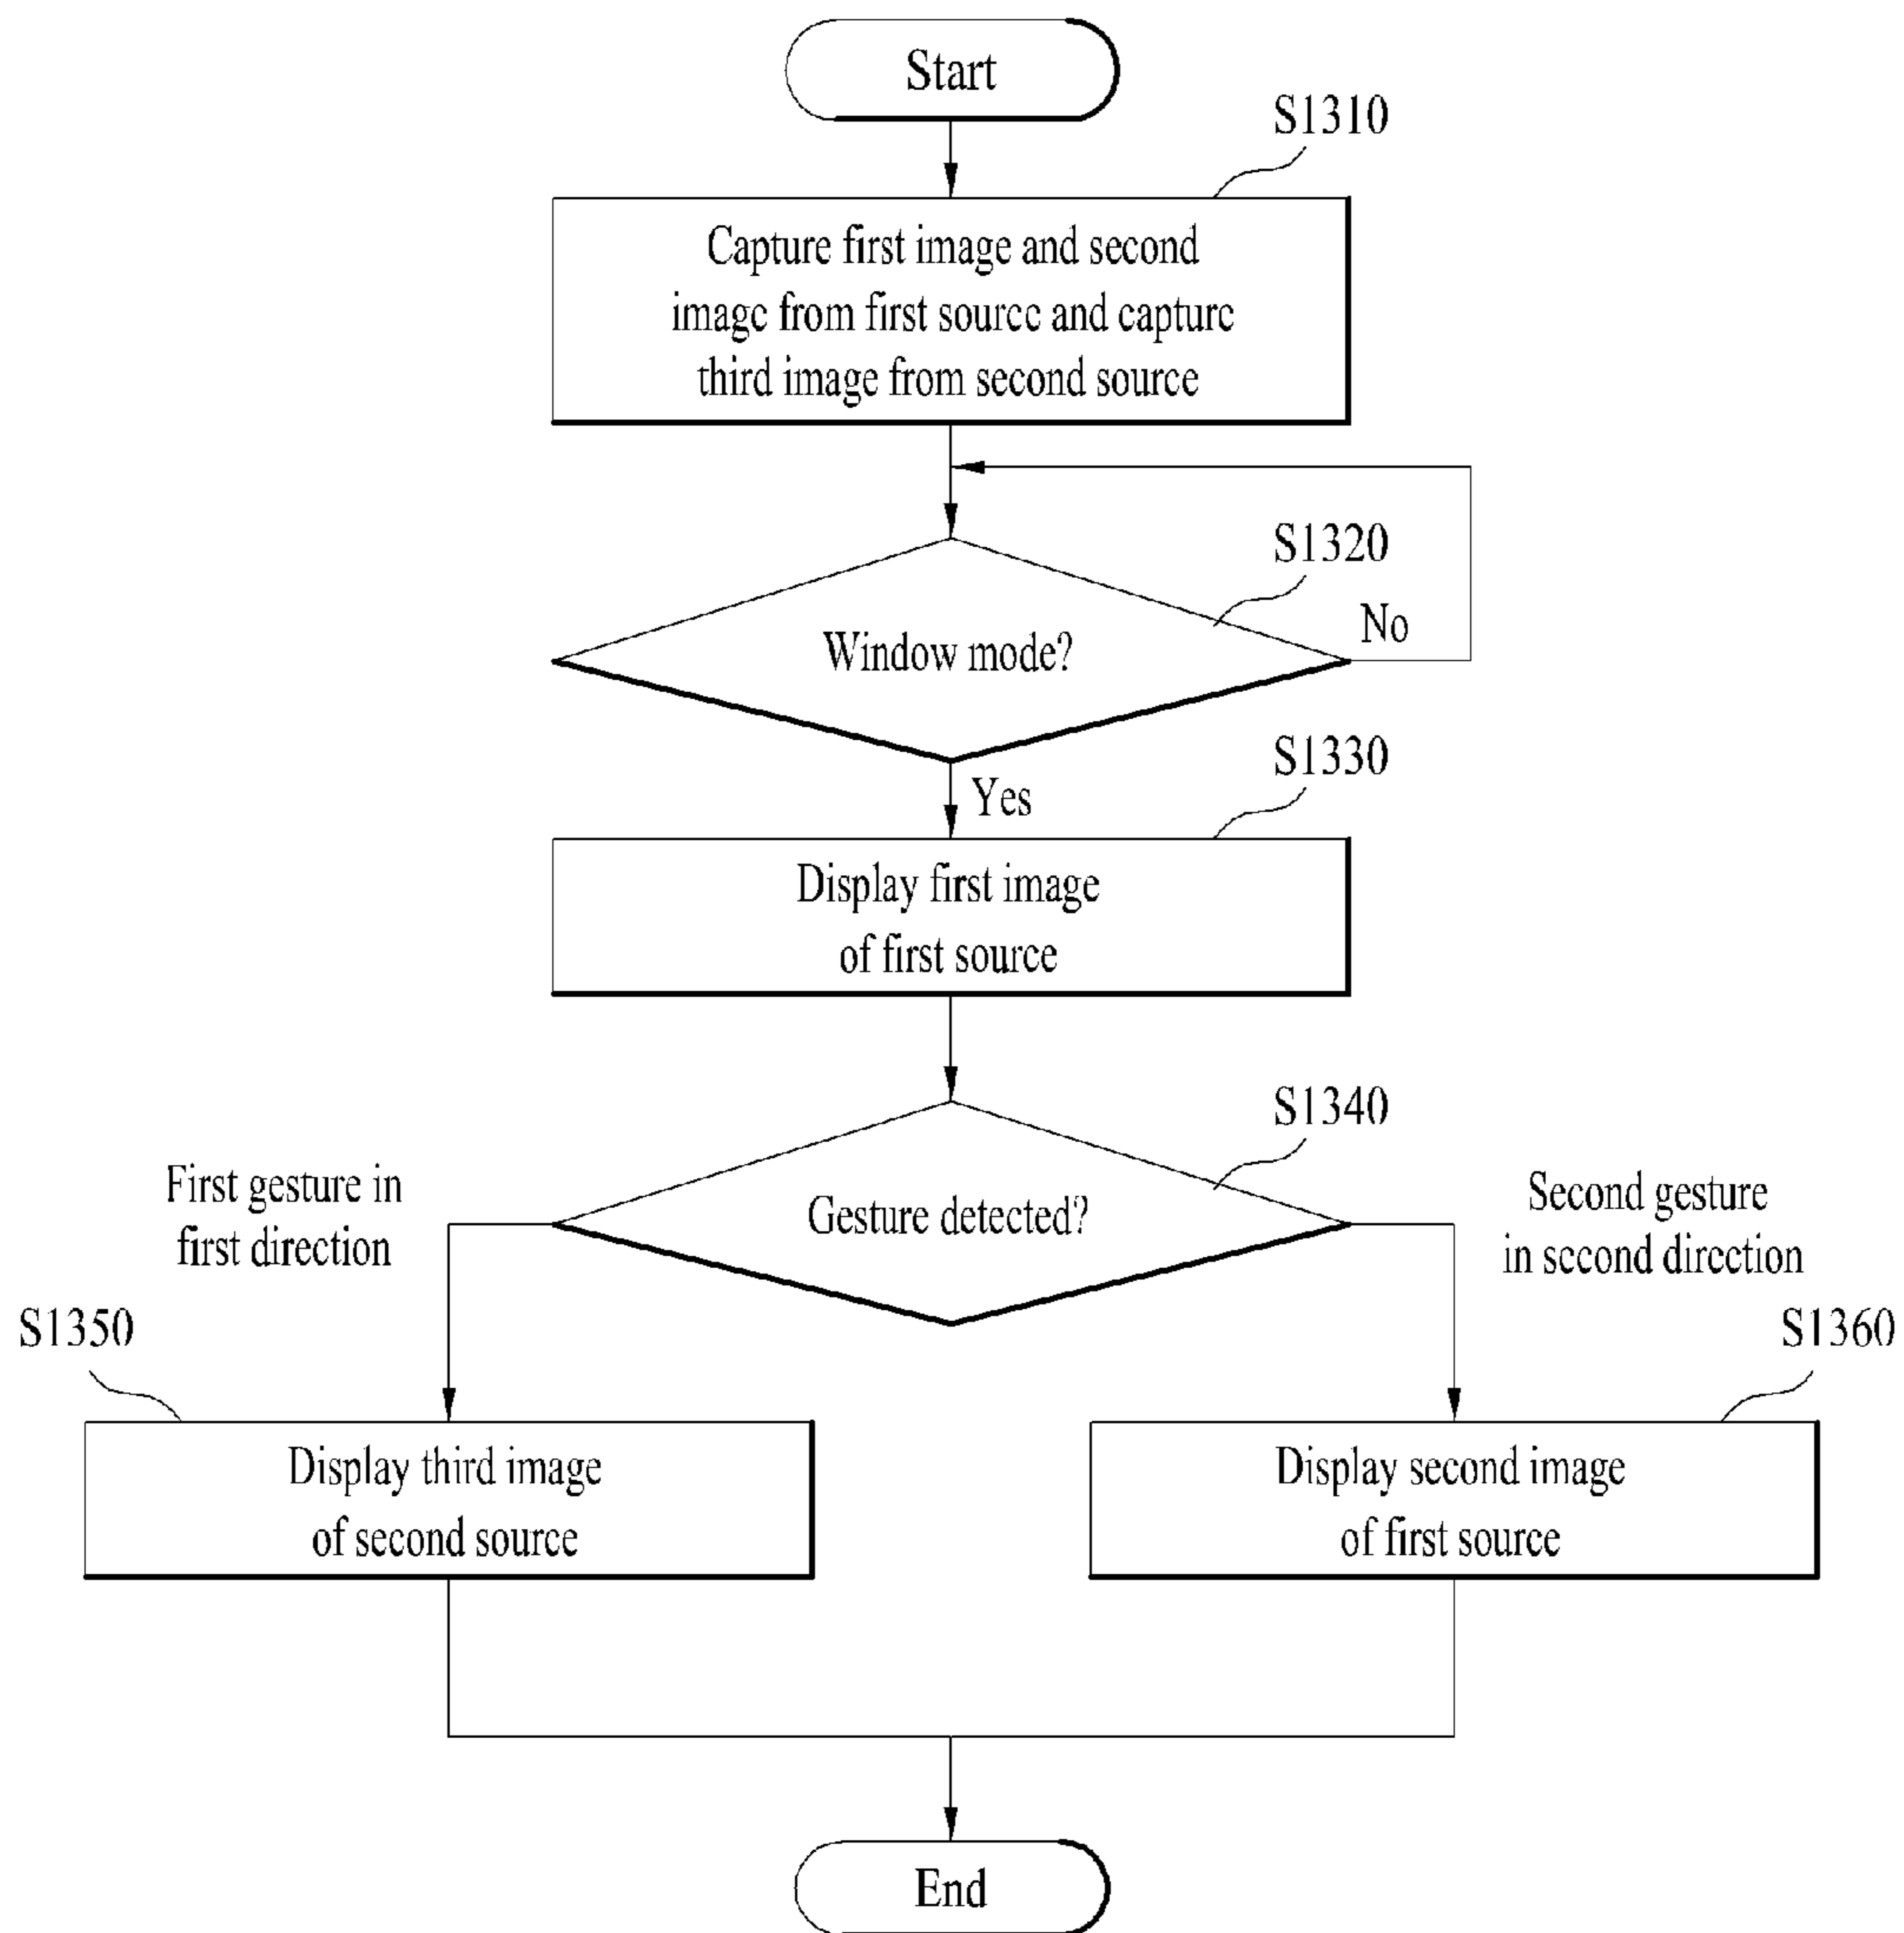 Start
S1310
Capture first image and second
image from first source and capture
third image from second source
S1320
No
Window mode?
S1330
Yes
Display first image
of first source
S1340
First gesture in
first direction
Gesture detected?
Second gesture
in second direction
S1350
S1360
Display third image
of second source
Display second image
of first source
End